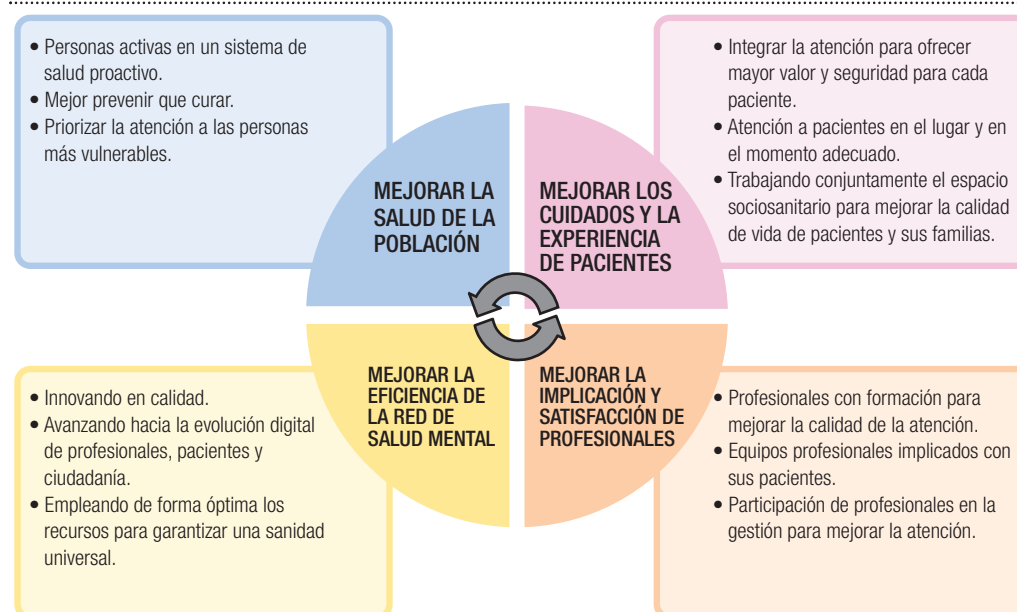 • Personas activas en un sistema de
salud proactivo.
• Mejor prevenir que curar.
• Priorizar la atención a las personas
más vulnerables.
MEJORAR LA
SALUD DE LA
POBLACIÓN
• Integrar la atención para ofrecer
mayor valor y seguridad para cada
paciente.
• Atención a pacientes en el lugar y en
el momento adecuado.
• Trabajando conjuntamente el espacio
sociosanitario para mejorar la calidad
de vida de pacientes y sus familias.
MEJORAR LOS
CUIDADOS Y LA
EXPERIENCIA
DE PACIENTES
• Innovando en calidad.
• Avanzando hacia la evolución digital
de profesionales, pacientes y
ciudadanía.
• Empleando de forma óptima los
recursos para garantizar una sanidad
universal.
MEJORAR LA
EFICIENCIA DE
LA RED DE
SALUD MENTAL
MEJORAR LA
IMPLICACIÓN Y
SATISFACCIÓN DE
PROFESIONALES
• Profesionales con formación para
mejorar la calidad de la atención.
• Equipos profesionales implicados con
sus pacientes.
• Participación de profesionales en la
gestión para mejorar la atención.